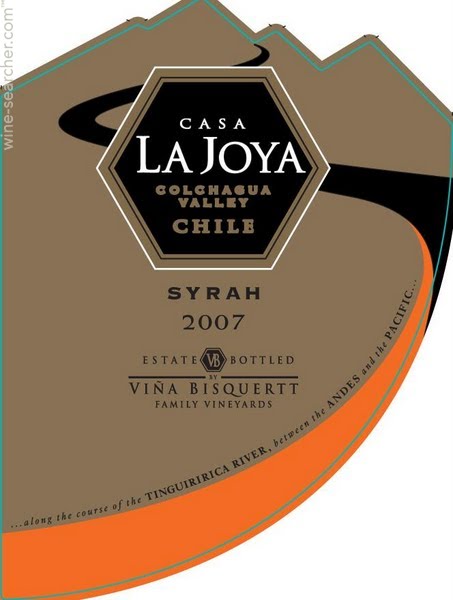 CASA
LA JOYA
COLCHAGUA
VALLEY
CHILE
SYRAH
2007
ESTATE VB BOTTLED
BY
VIÑA BISQUERTT
FAMILY VINEYARDS
...along the course of the TINGUIRIRICA RIVER, between the ANDES and the PACIFIC...
wine-searcher.com™